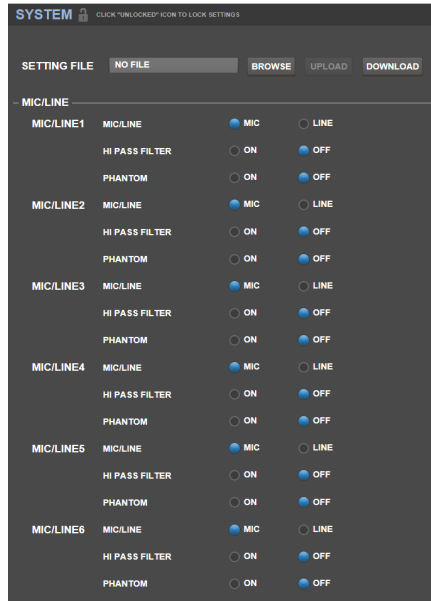 SYSTEM CLICK "UNLOCKED" ICON TO LOCK SETTINGS
SETTING FILE NO FILE BROWSE UPLOAD DOWNLOAD
MIC/LINE
MIC/LINE1 MIC/LINE MIC LINE
HI PASS FILTER ON OFF
PHANTOM ON OFF
MIC/LINE2 MIC/LINE MIC LINE
HI PASS FILTER ON OFF
PHANTOM ON OFF
MIC/LINE3 MIC/LINE MIC LINE
HI PASS FILTER ON OFF
PHANTOM ON OFF
MIC/LINE4 MIC/LINE MIC LINE
HI PASS FILTER ON OFF
PHANTOM ON OFF
MIC/LINE5 MIC/LINE MIC LINE
HI PASS FILTER ON OFF
PHANTOM ON OFF
MIC/LINE6 MIC/LINE MIC LINE
HI PASS FILTER ON OFF
PHANTOM ON OFF